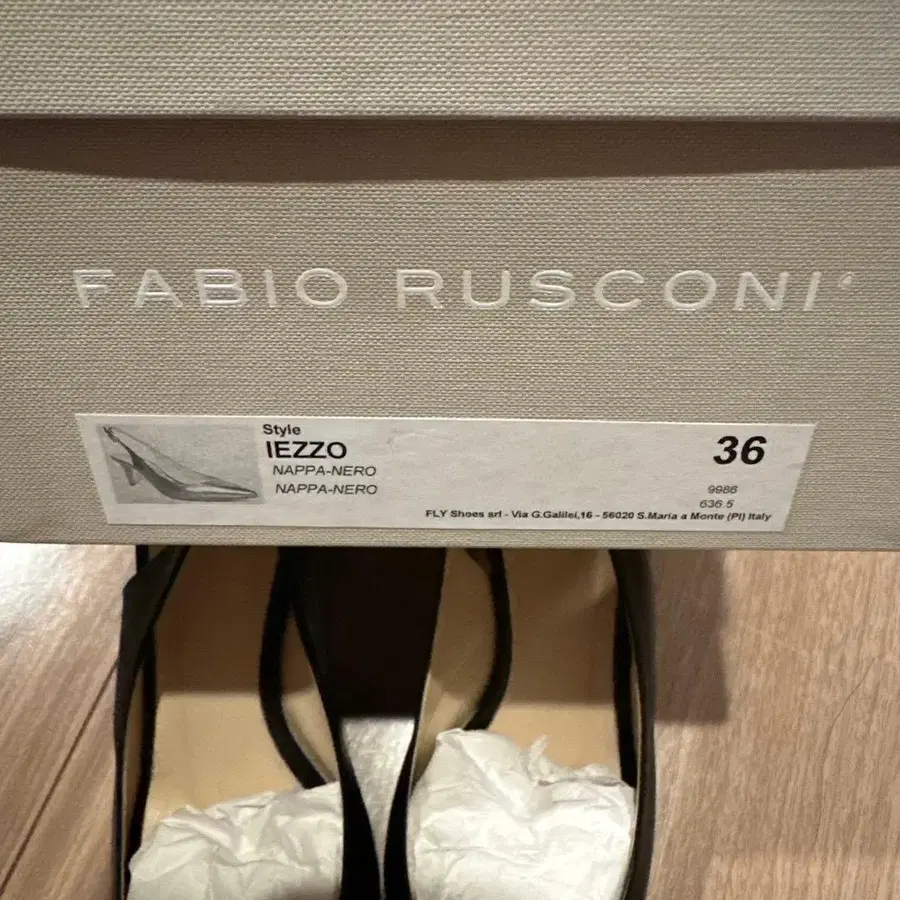 FABIO RUSCONI
Style
IEZZO
NAPPA-NERO
NAPPA-NERO
36
9986
636.5
FLY Shoes srl - Via G.Galilei,16 - 56020 S.Maria a Monte (PI) Italy